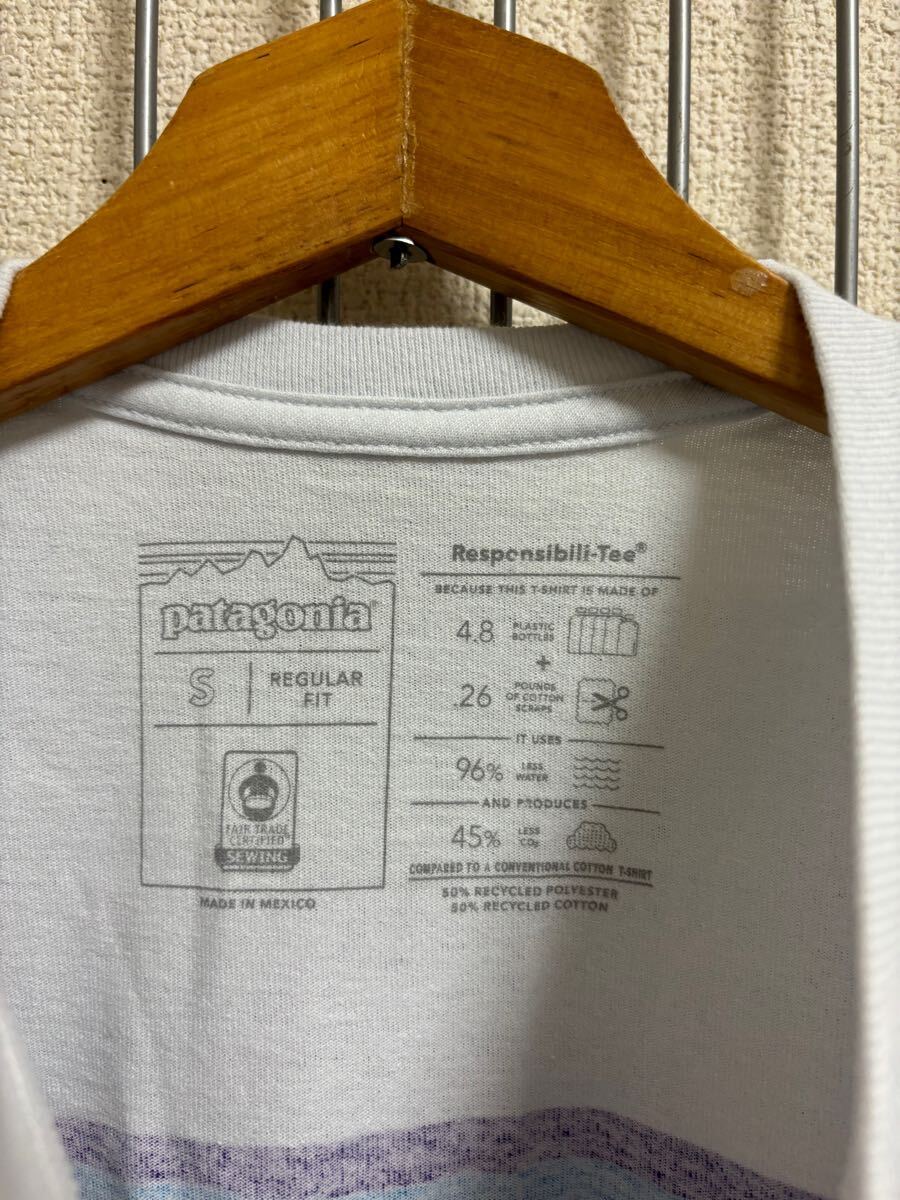 patagonia®
S
REGULAR
FIT
FAIR TRADE
CERTIFIED
SEWING
MADE IN MEXICO
Responsibili-Tee®
BECAUSE THIS T-SHIRT IS MADE OF
4.8 PLASTIC
BOTTLES
+
.26 POUNDS
OF COTTON
SCRAPS
IT USES
96% LESS
WATER
AND PRODUCES
45% LESS
CO₂
COMPARED TO A CONVENTIONAL COTTON T-SHIRT
50% RECYCLED POLYESTER
50% RECYCLED COTTON